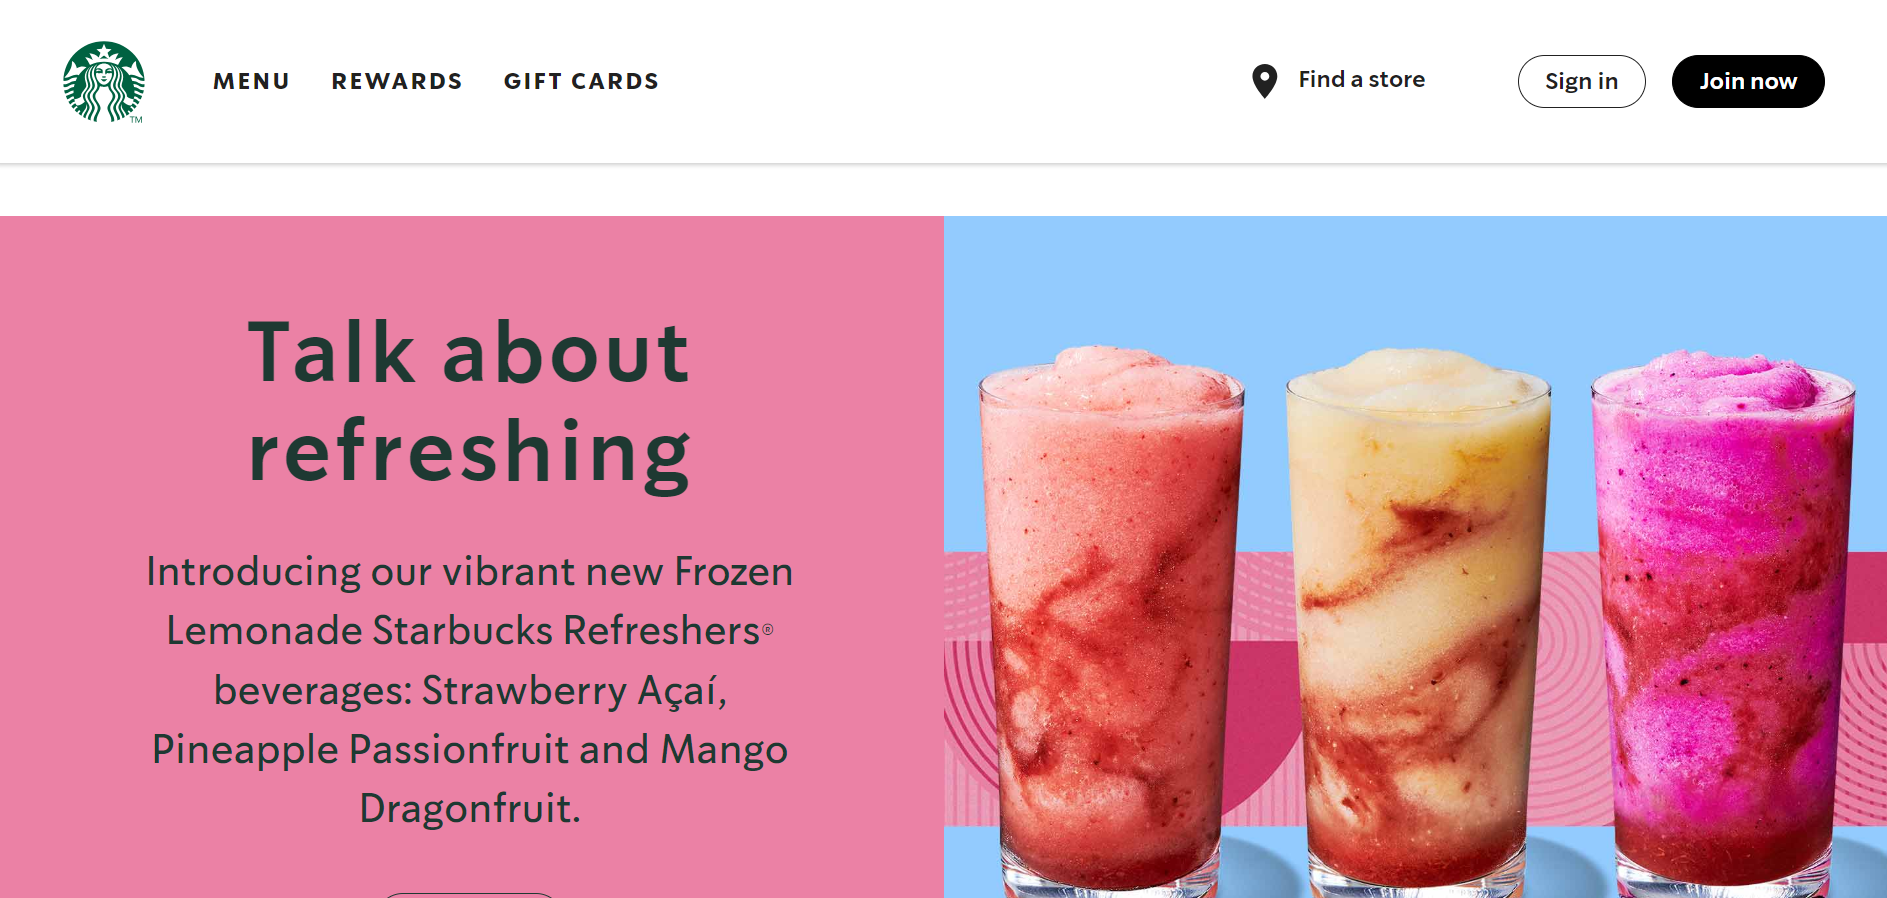 TM
MENU REWARDS GIFT CARDS Find a store Sign in Join now
Talk about
refreshing
Introducing our vibrant new Frozen
Lemonade Starbucks Refreshers®
beverages: Strawberry Açaí,
Pineapple Passionfruit and Mango
Dragonfruit.